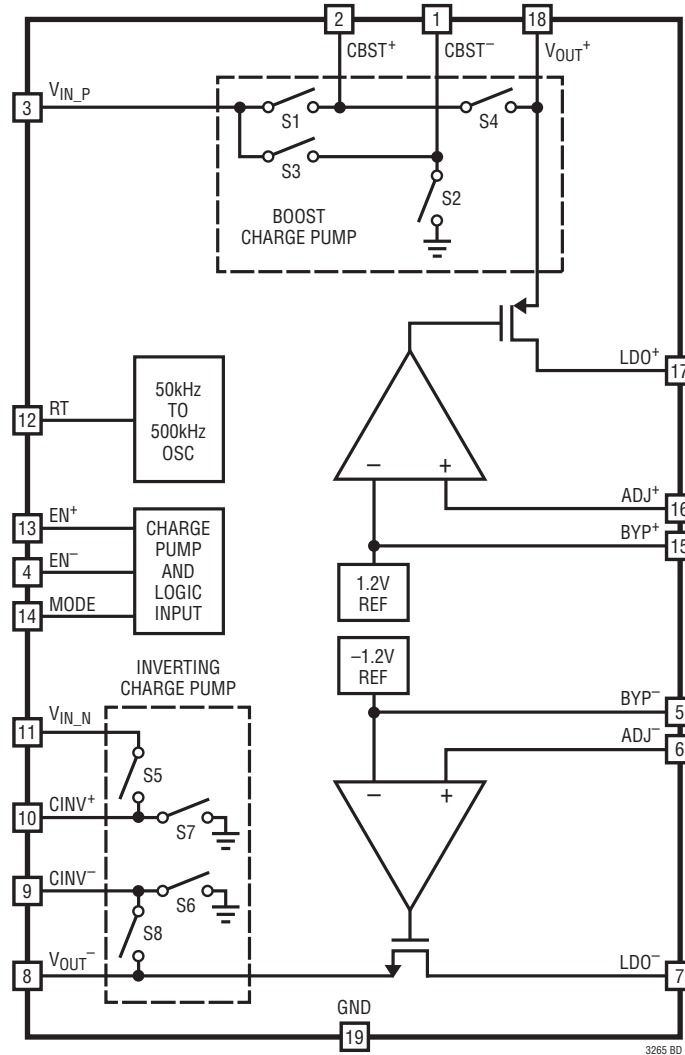 2
1
18
CBST+
CBST–
VOUT+
3
VIN_P
S1
S4
S3
S2
BOOST
CHARGE PUMP
LDO+
17
12
RT
50kHz
TO
500kHz
OSC
– +
ADJ+
16
BYP+
15
13
EN+
4
EN–
14
MODE
CHARGE
PUMP
AND
LOGIC
INPUT
1.2V
REF
–1.2V
REF
INVERTING
CHARGE PUMP
BYP–
5
ADJ–
6
11
VIN_N
S5
10
CINV+
S7
– +
9
CINV–
S6
S8
8
VOUT–
LDO–
7
GND
19
3265 BD